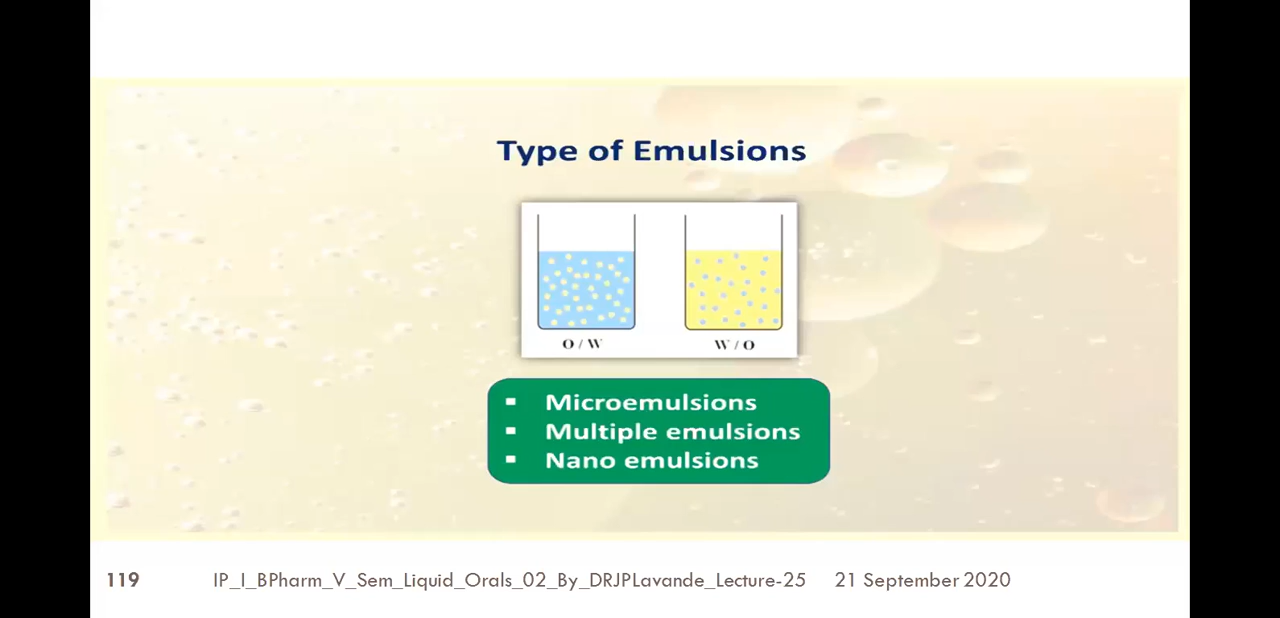 Type of Emulsions
O / W
W / O
▪ Microemulsions
▪ Multiple emulsions
▪ Nano emulsions
119 IP_I_BPharm_V_Sem_Liquid_Orals_02_By_DRJPLavande_Lecture-25 21 September 2020